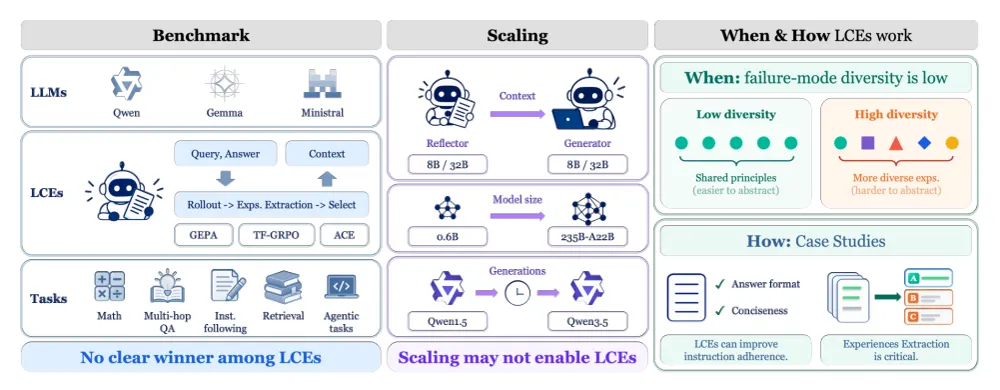 Benchmark
LLMs
Qwen
Gemma
Ministral
LCEs
Query, Answer
Context
Rollout -> Exps. Extraction -> Select
GEPA
TF-GRPO
ACE
Tasks
Math
Multi-hop
QA
Inst.
following
Retrieval
Agentic
tasks
No clear winner among LCEs
Scaling
Context
Reflector
Generator
8B / 32B
8B / 32B
Model size
0.6B
235B-A22B
Generations
Qwen1.5
Qwen3.5
Scaling may not enable LCEs
When & How LCEs work
When: failure-mode diversity is low
Low diversity
Shared principles
(easier to abstract)
High diversity
More diverse exps.
(harder to abstract)
How: Case Studies
✓ Answer format
✓ Conciseness
LCEs can improve
instruction adherence.
A
B
C
Experiences Extraction
is critical.